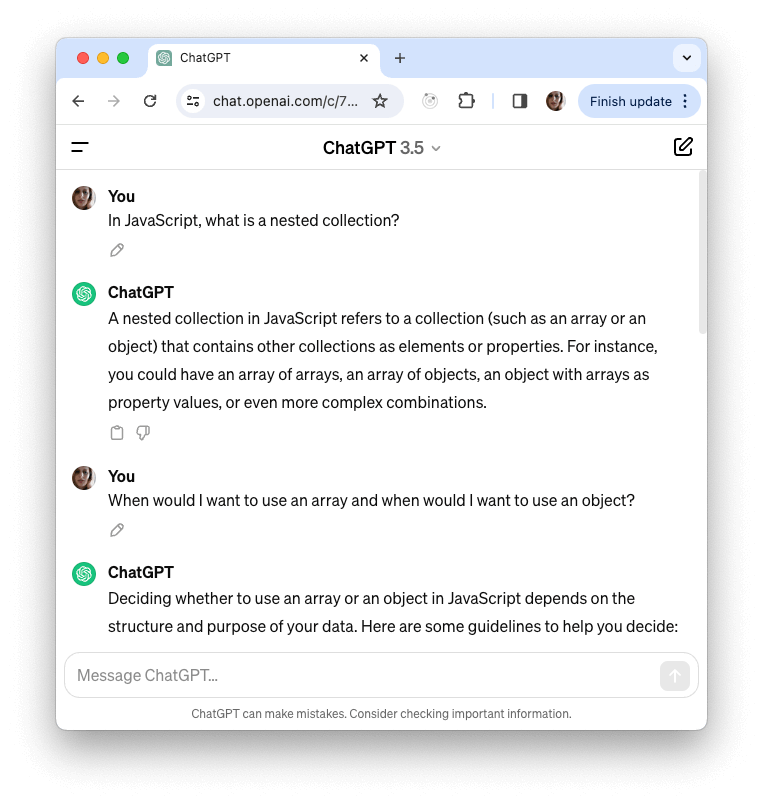 ChatGPT
chat.openai.com/c/7...
Finish update
ChatGPT 3.5
You
In JavaScript, what is a nested collection?
ChatGPT
A nested collection in JavaScript refers to a collection (such as an array or an
object) that contains other collections as elements or properties. For instance,
you could have an array of arrays, an array of objects, an object with arrays as
property values, or even more complex combinations.
You
When would I want to use an array and when would I want to use an object?
ChatGPT
Deciding whether to use an array or an object in JavaScript depends on the
structure and purpose of your data. Here are some guidelines to help you decide:
Message ChatGPT...
ChatGPT can make mistakes. Consider checking important information.